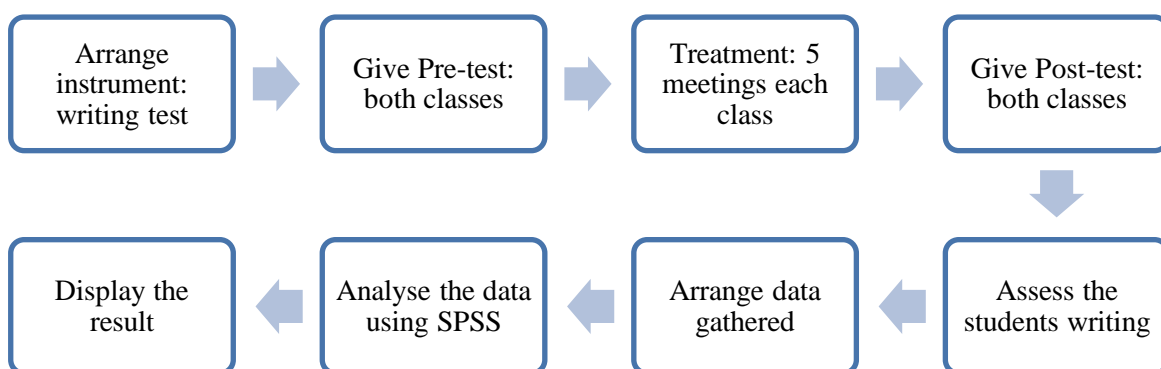 Arrange
instrument:
writing test
Give Pre-test:
both classes
Treatment: 5
meetings each
class
Give Post-test:
both classes
Assess the
students writing
Arrange data
gathered
Analyse the data
using SPSS
Display the
result